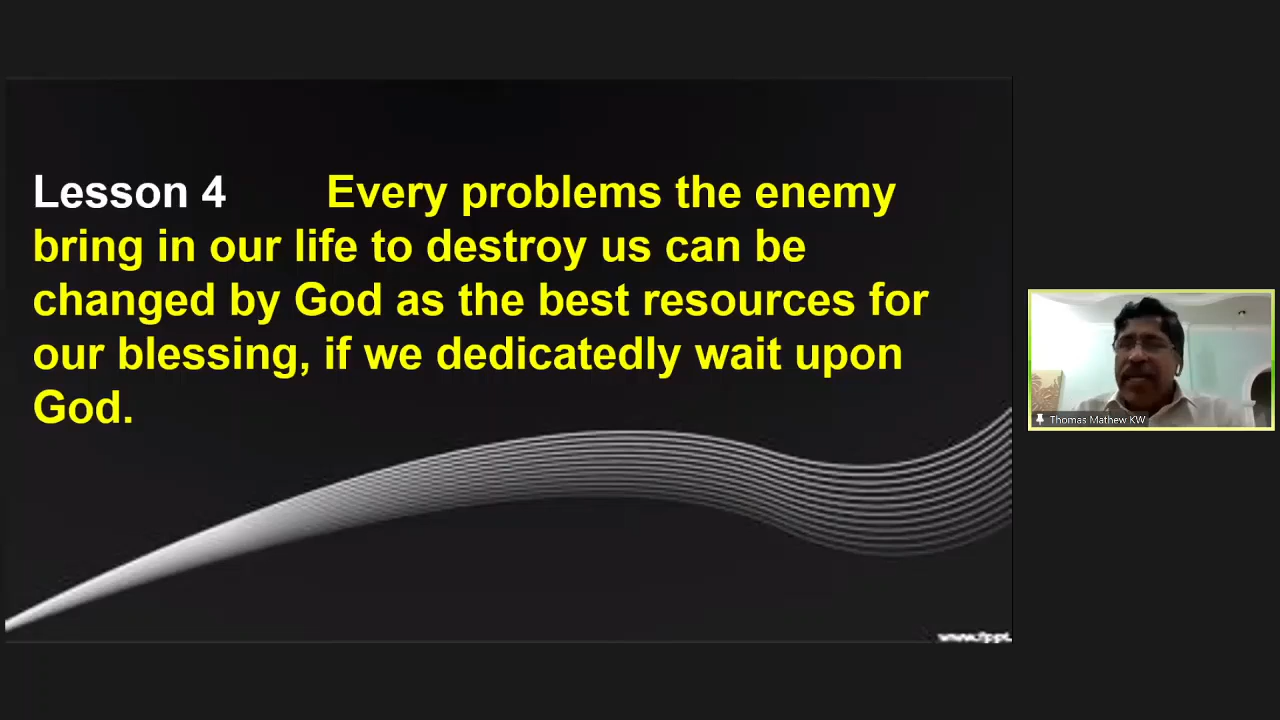 Lesson 4 Every problems the enemy
bring in our life to destroy us can be
changed by God as the best resources for
our blessing, if we dedicatedly wait upon
God.
Thomas Mathew KW